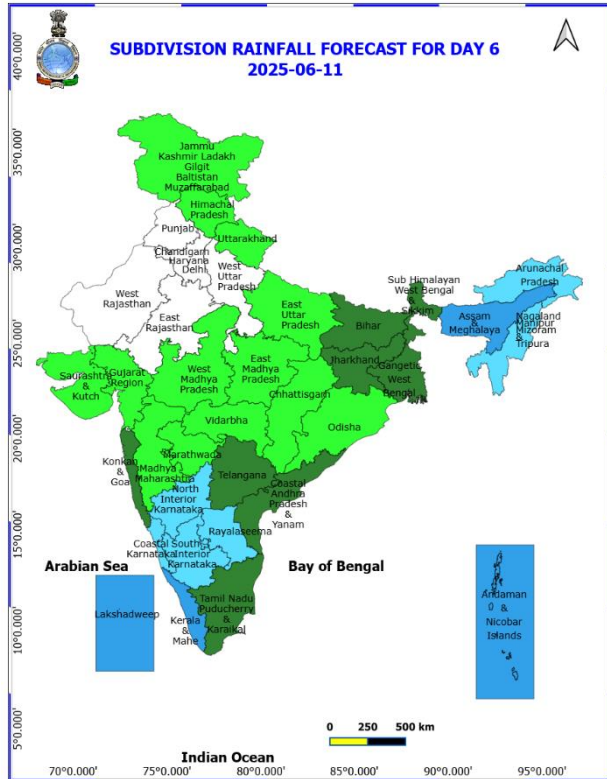 SUBDIVISION RAINFALL FORECAST FOR DAY 6
2025-06-11
40°0.000'
35°0.000'
30°0.000'
25°0.000'
20°0.000'
15°0.000'
10°0.000'
5°0.000'
Jammu
Kashmir Ladakh
Gilgit
Baltistan
Muzaffarabad
Himachal
Pradesh
Punjab
Uttarakhand
Chandigarh
Haryana
Delhi
West
Uttar
Pradesh
West
Rajasthan
East
Rajasthan
East
Uttar
Pradesh
Sub Himalayan
West Bengal
&
Sikkim
Arunachal
Pradesh
Assam
&
Meghalaya
Nagaland
Manipur
Mizoram
&
Tripura
Bihar
Jharkhand
Gangetic
West
Bengal
Saurashtra
&
Kutch
Gujarat
Region
West
Madhya
Pradesh
East
Madhya
Pradesh
Chhattisgarh
Odisha
Vidarbha
Konkan
&
Goa
Madhya
Maharashtra
Marathwada
Telangana
Coastal
Andhra
Pradesh
&
Yanam
North
Interior
Karnataka
Rayalaseema
Coastal
Karnataka
South
Interior
Karnataka
Tamil Nadu
Puducherry
&
Karaikal
Kerala
&
Mahe
Lakshadweep
Andaman
&
Nicobar
Islands
Arabian Sea
Bay of Bengal
Indian Ocean
0 250 500 km
70°0.000' 75°0.000' 80°0.000' 85°0.000' 90°0.000' 95°0.000'